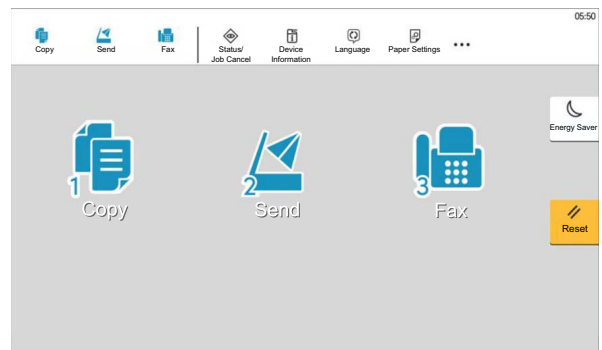 05:50
Copy
Send
Fax
Status/
Job Cancel
Device
Information
Language
Paper Settings
•••
Energy Saver
1
Copy
2
Send
3
Fax
Reset